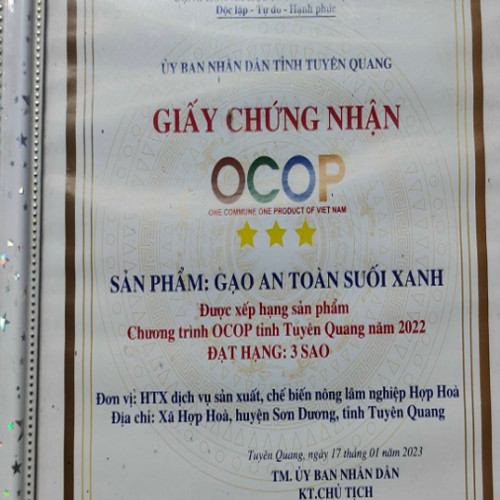 Độc lập - Tự do - Hạnh phúc
ỦY BAN NHÂN DÂN TỈNH TUYÊN QUANG
GIẤY CHỨNG NHẬN
OCOP
ONE COMMUNE ONE PRODUCT OF VIET NAM
SẢN PHẨM: GẠO AN TOÀN SUỐI XANH
Được xếp hạng sản phẩm
Chương trình OCOP tỉnh Tuyên Quang năm 2022
ĐẠT HẠNG: 3 SAO
Đơn vị: HTX dịch vụ sản xuất, chế biến nông lâm nghiệp Hợp Hoà
Địa chỉ: Xã Hợp Hoà, huyện Sơn Dương, tỉnh Tuyên Quang
Tuyên Quang, ngày 17 tháng 01 năm 2023
TM. ỦY BAN NHÂN DÂN
KT.CHỦ TỊCH